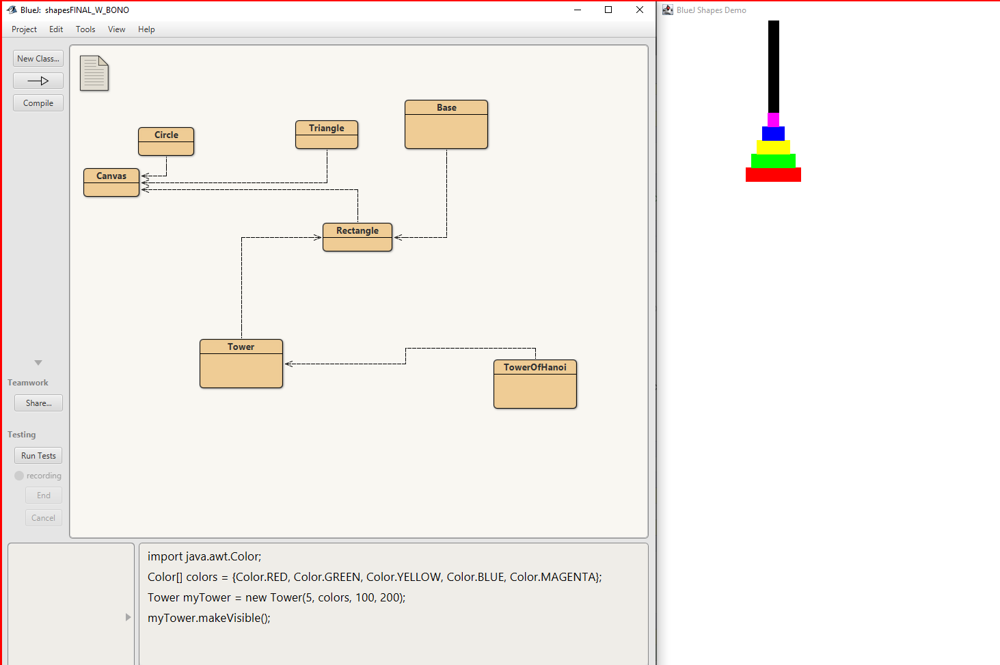 BlueJ: shapesFINAL_W_BONO
BlueJ Shapes Demo
Project Edit Tools View Help
New Class...
Compile
Base
Triangle
Circle
Canvas
Rectangle
Tower
TowerOfHanoi
Teamwork
Share...
Testing
Run Tests
recording
End
Cancel
import java.awt.Color;
Color[] colors = {Color.RED, Color.GREEN, Color.YELLOW, Color.BLUE, Color.MAGENTA};
Tower myTower = new Tower(5, colors, 100, 200);
myTower.makeVisible();